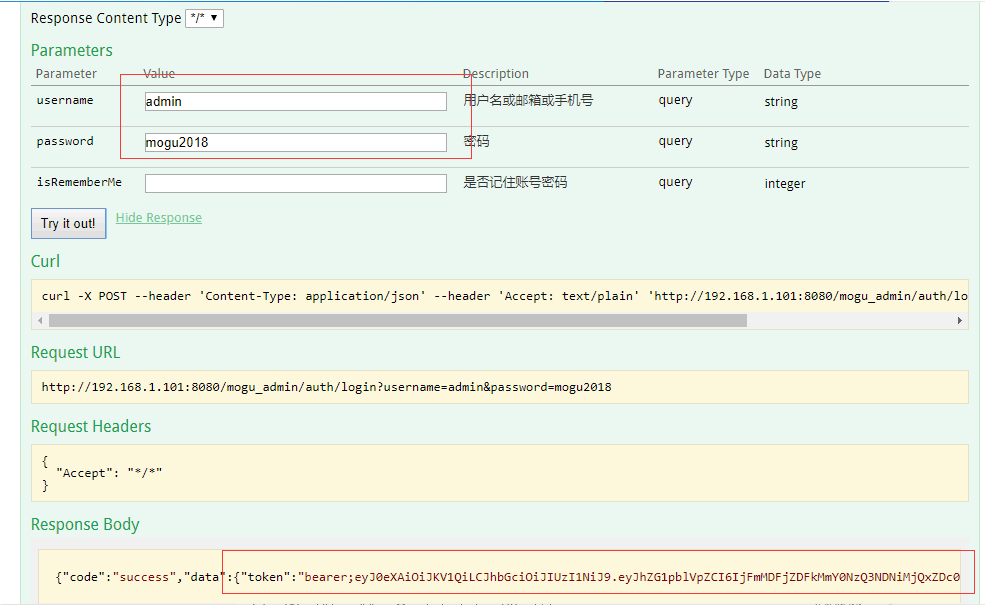 Response Content Type */* ▼
Parameters
Parameter Value Description Parameter Type Data Type
username admin 用户名或邮箱或手机号 query string
password mogu2018 密码 query string
isRememberMe 是否记住账号密码 query integer
Try it out! Hide Response
Curl
curl -X POST --header 'Content-Type: application/json' --header 'Accept: text/plain' 'http://192.168.1.101:8080/mogu_admin/auth/lo
Request URL
http://192.168.1.101:8080/mogu_admin/auth/login?username=admin&password=mogu2018
Request Headers
{
"Accept": "*/*"
}
Response Body
{"code":"success","data":{"token":"bearer;eyJ0eXAiOiJKV1QiLCJhbGciOiJIUzI1NiJ9.eyJhZG1pblVpZCI6IjFmMDFjZDFkMmY0NzQ3NDNiMjQxZDc0